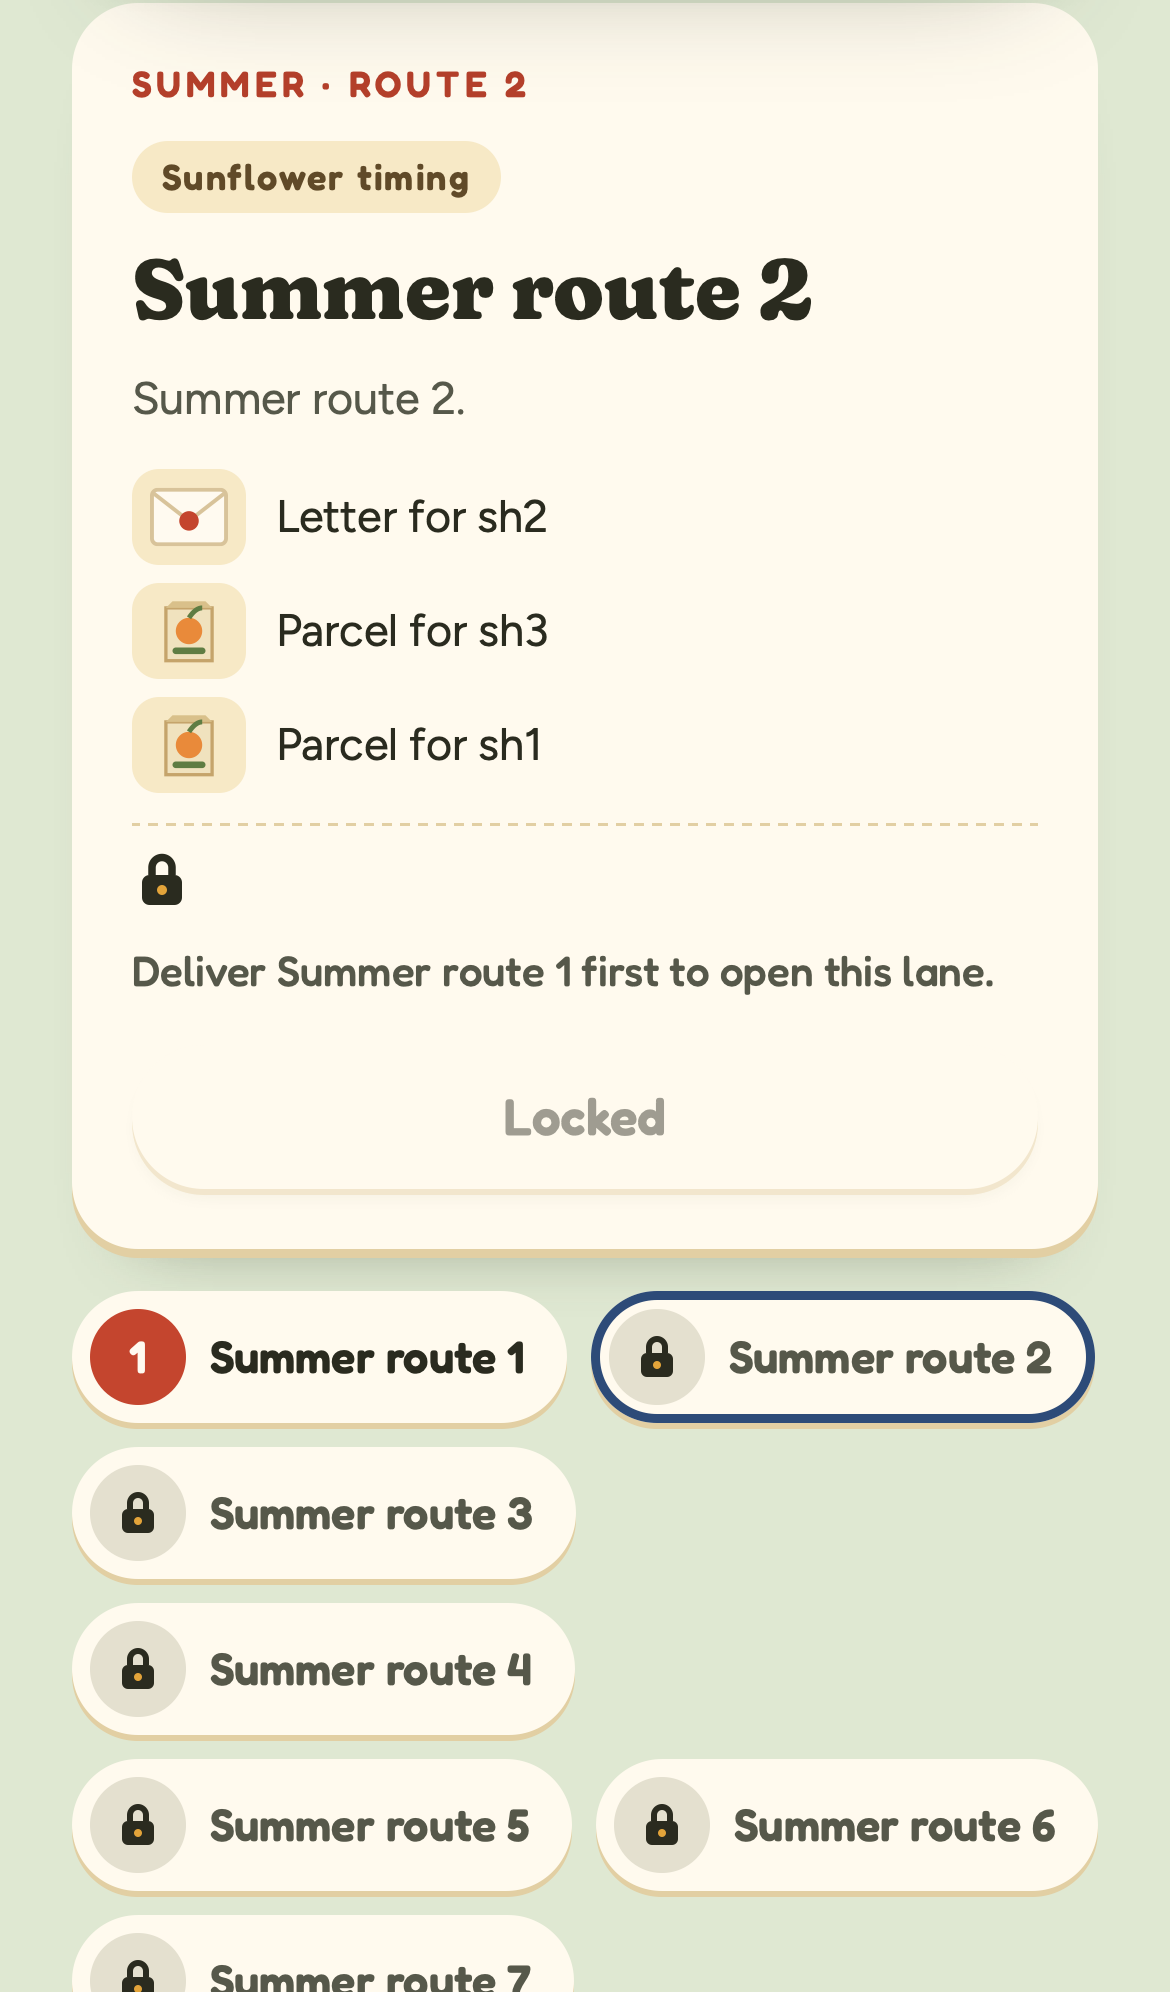 SUMMER · ROUTE 2
Sunflower timing
Summer route 2
Summer route 2.
Letter for sh2
Parcel for sh3
Parcel for sh1
Deliver Summer route 1 first to open this lane.
Locked
1 Summer route 1
Summer route 2
Summer route 3
Summer route 4
Summer route 5
Summer route 6
Summer route 7